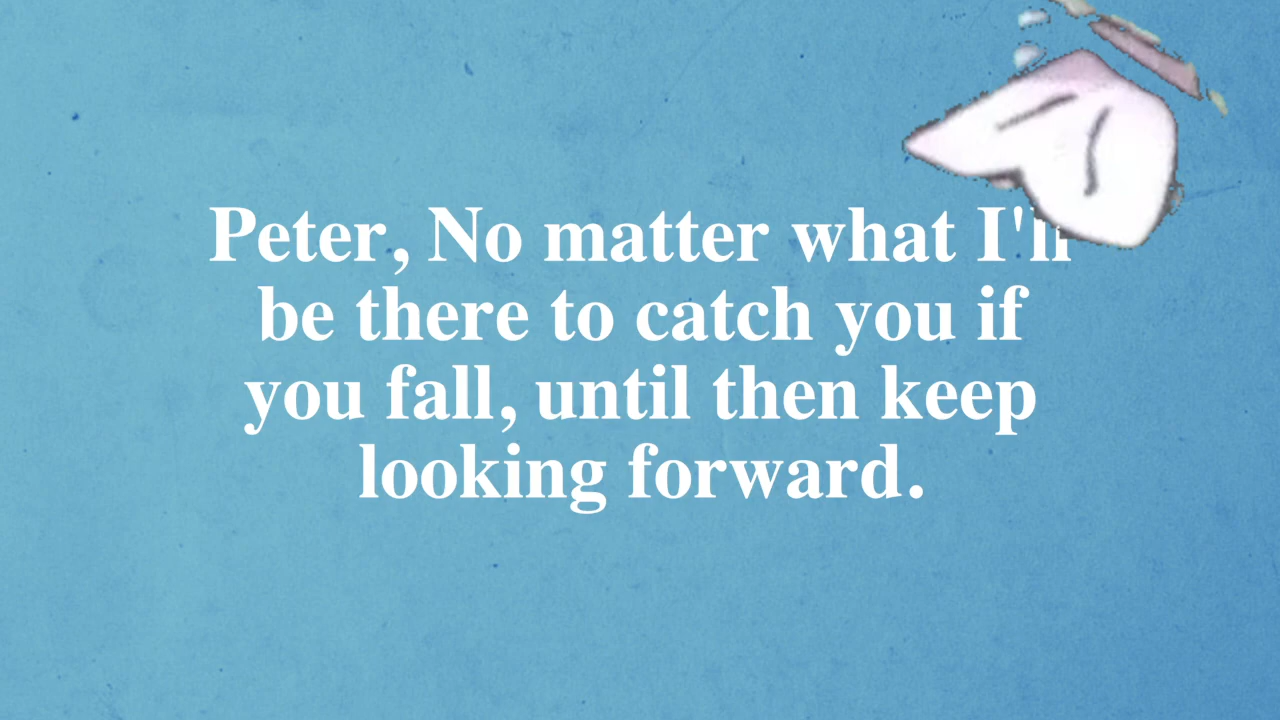 Peter, No matter what I'll
be there to catch you if
you fall, until then keep
looking forward.